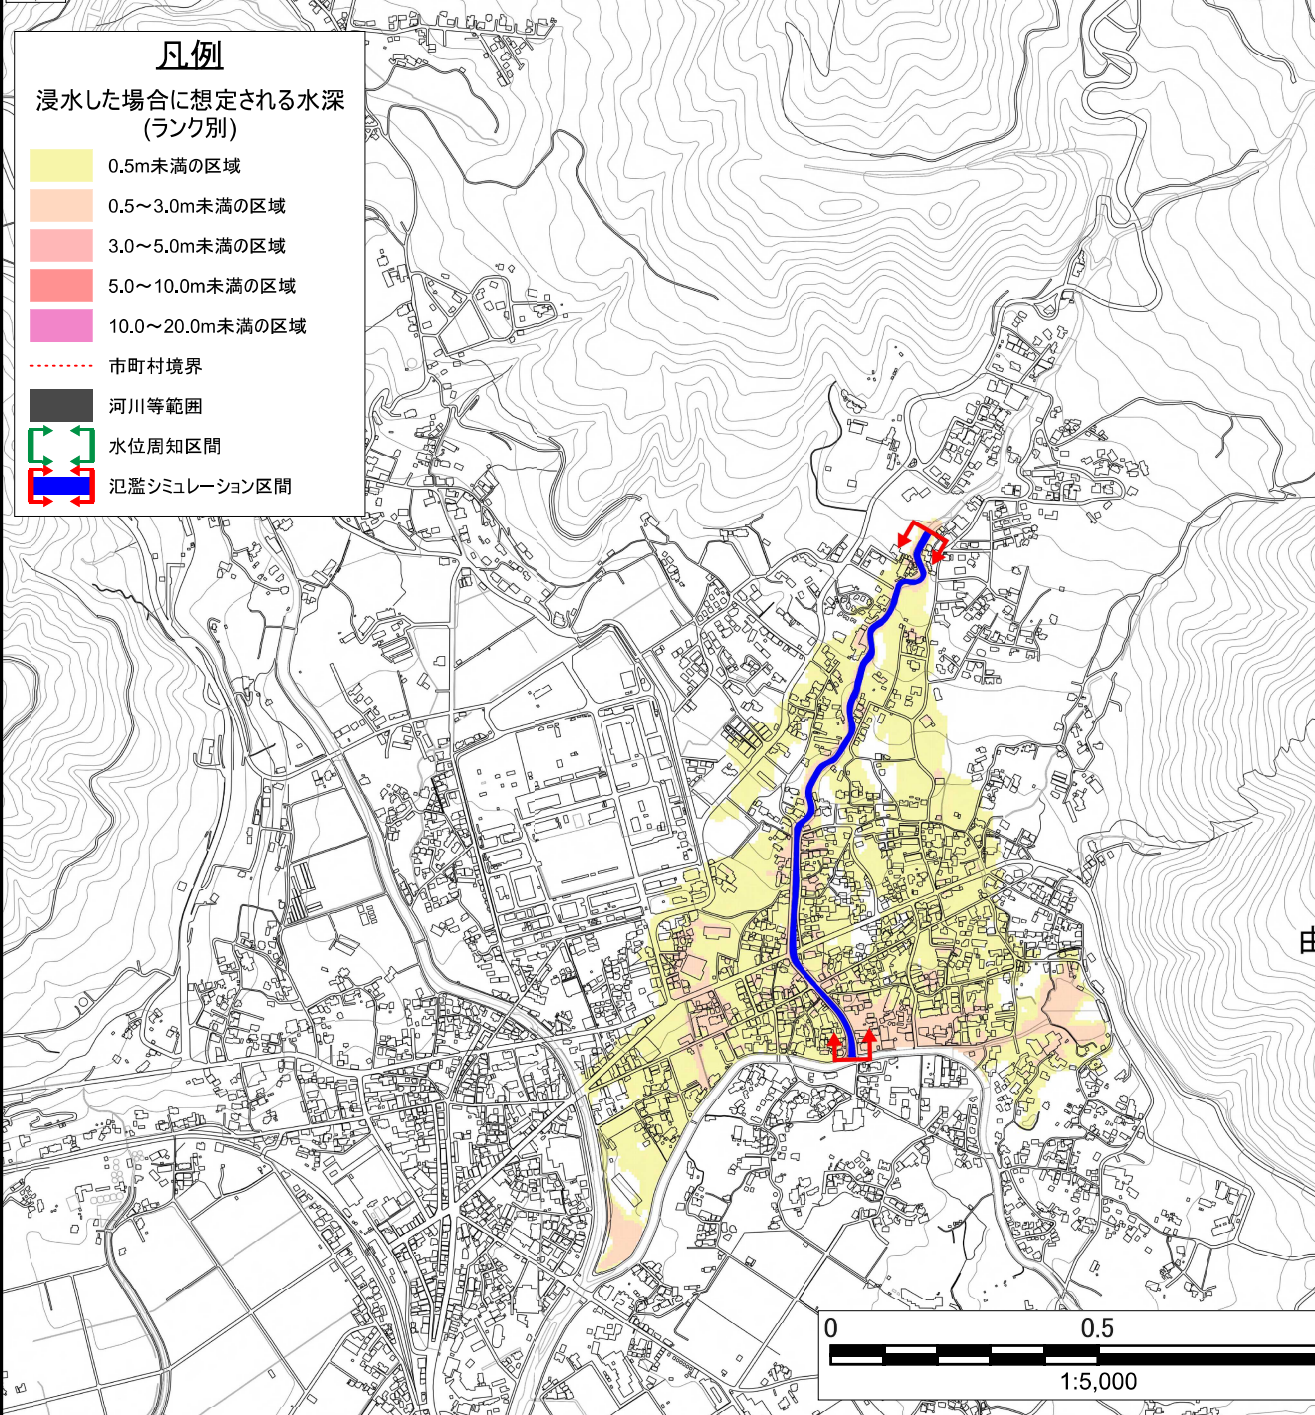 凡例
浸水した場合に想定される水深
(ランク別)
0.5m未満の区域
0.5～3.0m未満の区域
3.0～5.0m未満の区域
5.0～10.0m未満の区域
10.0～20.0m未満の区域
市町村境界
河川等範囲
水位周知区間
氾濫シミュレーション区間
0 0.5
1:5,000